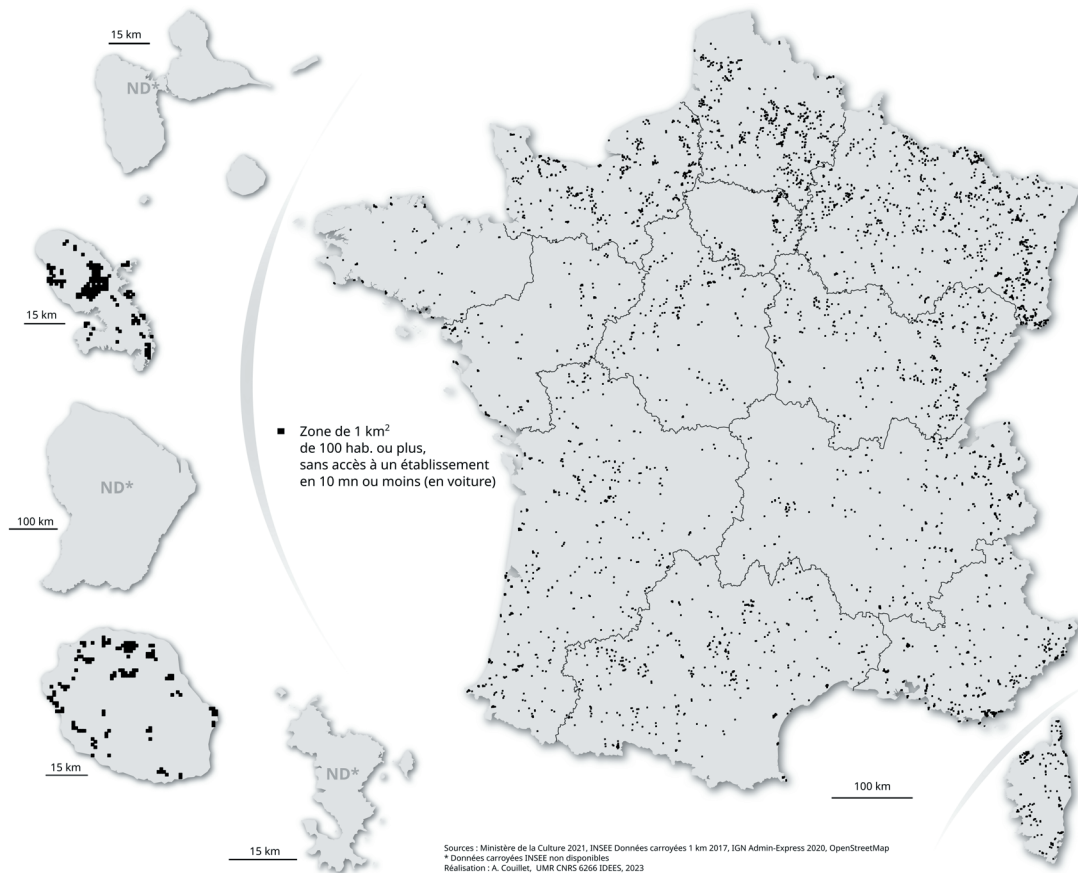 15 km
ND*
15 km
Zone de 1 km²
de 100 hab. ou plus,
sans accès à un établissement
en 10 mn ou moins (en voiture)
ND*
100 km
15 km
ND*
15 km
100 km
Sources : Ministère de la Culture 2021, INSEE Données carroyées 1 km 2017, IGN Admin-Express 2020, OpenStreetMap
* Données carroyées INSEE non disponibles
Réalisation : A. Couillet, UMR CNRS 6266 IDEES, 2023